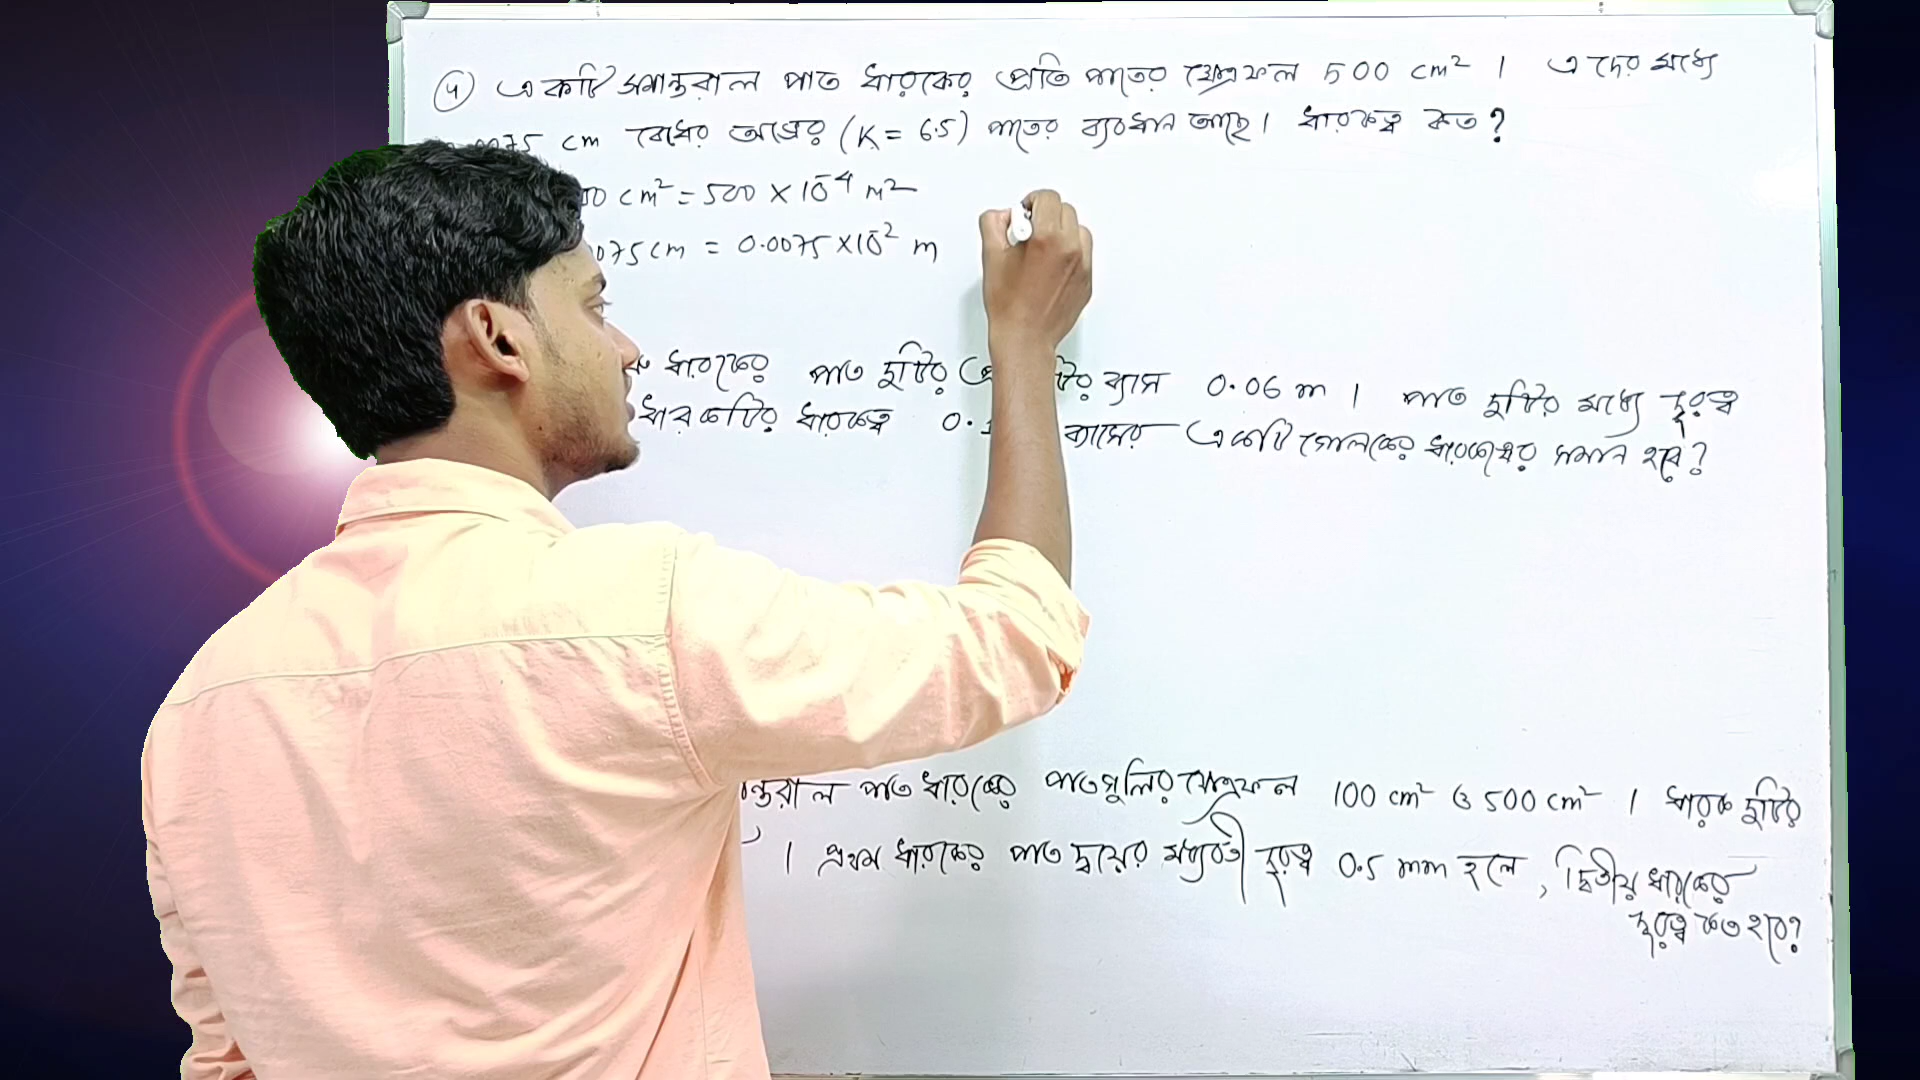 ৭ একটি সমান্তরাল পাত ধারকের প্রতি পাতের ক্ষেত্রফল 500 cm² । এদের মধ্যে
0075 cm বেধের অভ্রের (K = 6.5) পাতের ব্যবধান আছে। ধারকত্ব কত?
00 cm² = 500 × 10⁻⁴ m²
075 cm = 0.0075 × 10⁻² m
ধারকের পাত দুটির ব্যাস 0.06 m । পাত দুটির মধ্যে দূরত্ব
ধারকটির ধারকত্ব 0.1 ব্যাসের একটি গোলকের ধারকত্বের সমান হবে?
ন্তরাল পাত ধারকের পাতগুলির ক্ষেত্রফল 100 cm² ও 500 cm² । ধারক দুটির
। প্রথম ধারকের পাত দ্বয়ের মধ্যবর্তী দূরত্ব 0.5 mm হলে, দ্বিতীয় ধারকের
দূরত্ব কত হবে?